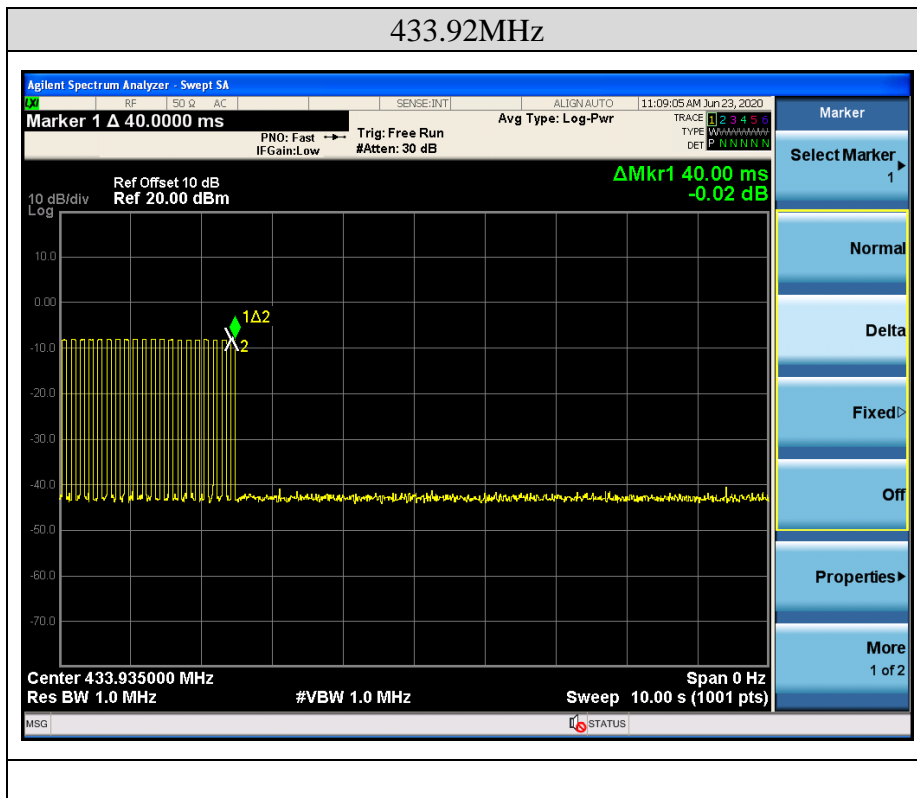 433.92MHz
Agilent Spectrum Analyzer - Swept SA
LXI RF 50 Ω AC SENSE:INT ALIGN AUTO 11:09:05 AM Jun 23, 2020
Marker 1 Δ 40.0000 ms
PNO: Fast
IFGain:Low
Trig: Free Run
#Atten: 30 dB
Avg Type: Log-Pwr
TRACE 1 2 3 4 5 6
TYPE WWWWWW
DET P N N N N N
Ref Offset 10 dB
Ref 20.00 dBm
10 dB/div
Log
ΔMkr1 40.00 ms
-0.02 dB
10.0
0.00
-10.0
-20.0
-30.0
-40.0
-50.0
-60.0
-70.0
1Δ2
2
Center 433.935000 MHz
Span 0 Hz
Res BW 1.0 MHz
#VBW 1.0 MHz
Sweep 10.00 s (1001 pts)
MSG
STATUS
Marker
Select Marker
1
Normal
Delta
Fixed
Off
Properties
More
1 of 2